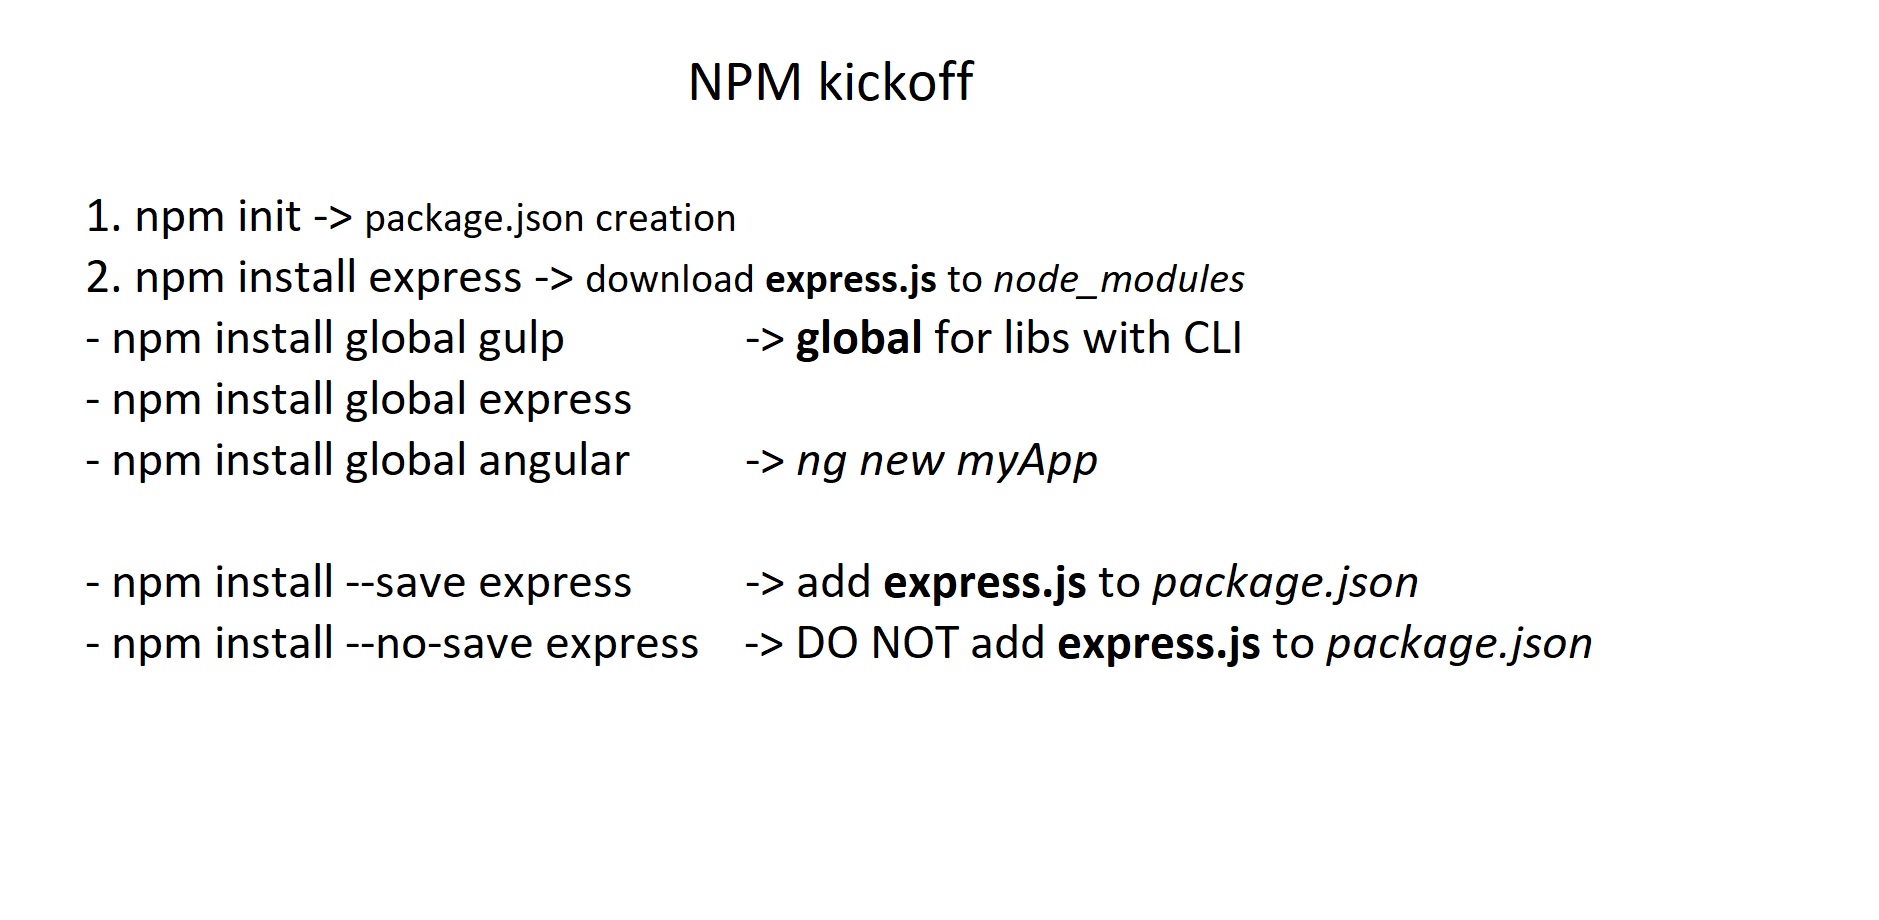 NPM kickoff
1. npm init -> package.json creation
2. npm install express -> download express.js to node_modules
- npm install global gulp -> global for libs with CLI
- npm install global express
- npm install global angular -> ng new myApp
- npm install --save express -> add express.js to package.json
- npm install --no-save express -> DO NOT add express.js to package.json